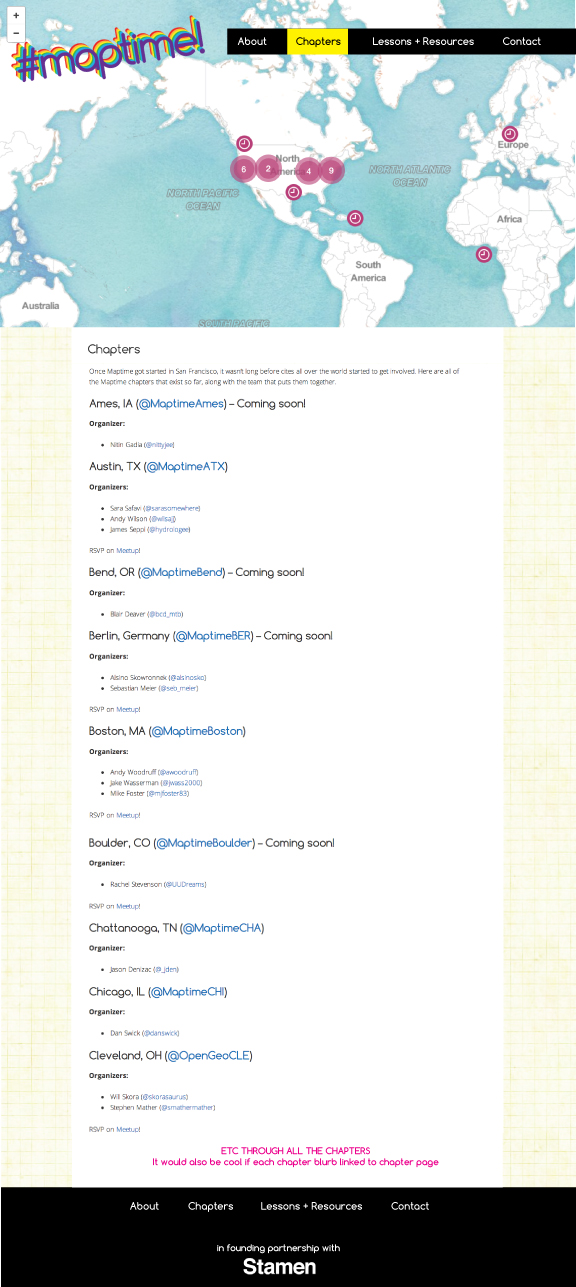 +
−
#maptime!
About Chapters Lessons + Resources Contact
North
America
6
2
4
9
Europe
NORTH ATLANTIC
OCEAN
NORTH PACIFIC
OCEAN
Africa
South
America
Australia
SOUTH PACIFIC
Chapters
Once Maptime got started in San Francisco, it wasn't long before cites all over the world started to get involved. Here are all of
the Maptime chapters that exist so far, along with the team that puts them together.
Ames, IA (@MaptimeAmes) – Coming soon!
Organizer:
• Nitin Gadia (@nittyjee)
Austin, TX (@MaptimeATX)
Organizers:
• Sara Safavi (@sarasomewhere)
• Andy Wilson (@wilsajj)
• James Seppi (@hydrologee)
RSVP on Meetup!
Bend, OR (@MaptimeBend) – Coming soon!
Organizer:
• Blair Deaver (@bcd_mtb)
Berlin, Germany (@MaptimeBER) – Coming soon!
Organizers:
• Alsino Skowronnek (@alsinosko)
• Sebastian Meier (@seb_meier)
RSVP on Meetup!
Boston, MA (@MaptimeBoston)
Organizers:
• Andy Woodruff (@awoodruff)
• Jake Wasserman (@jwass2000)
• Mike Foster (@mjfoster83)
RSVP on Meetup!
Boulder, CO (@MaptimeBoulder) – Coming soon!
Organizer:
• Rachel Stevenson (@UUDreams)
RSVP on Meetup!
Chattanooga, TN (@MaptimeCHA)
Organizer:
• Jason Denizac (@_jden)
Chicago, IL (@MaptimeCHI)
Organizer:
• Dan Swick (@danswick)
Cleveland, OH (@OpenGeoCLE)
Organizers:
• Will Skora (@skorasaurus)
• Stephen Mather (@smathermather)
RSVP on Meetup!
ETC THROUGH ALL THE CHAPTERS
It would also be cool if each chapter blurb linked to chapter page
About Chapters Lessons + Resources Contact
in founding partnership with
Stamen